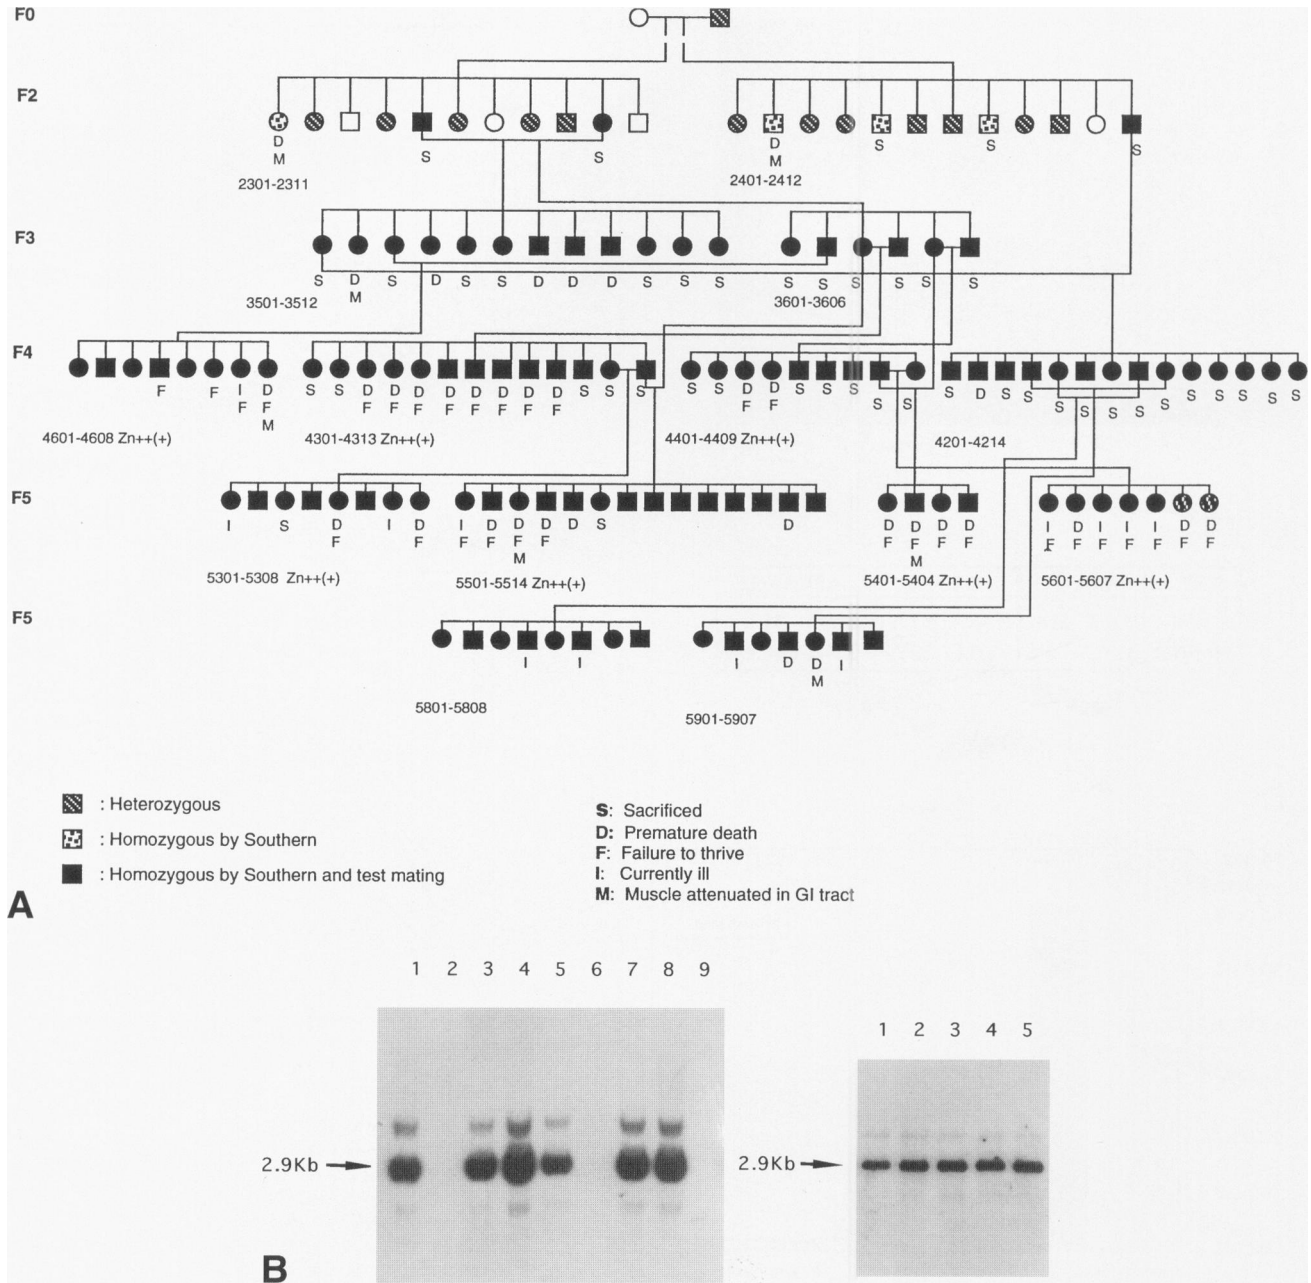 F0
F2
D D
M S S M S S S
2301-2311 2401-2412
F3
S D S D S S D D D S S S S S S S S S
M
3501-3512 3601-3606
F4
F F I D S S D D D D D D D D S S S S S D D S S S S S S D S S S S S S S S S S S S
F F F F F F F F F F F F
M
4601-4608 Zn++(+) 4301-4313 Zn++(+) 4401-4409 Zn++(+) 4201-4214
F5
I S D I D I D D D D S D D D D D I D I I I D D
F F F F F F F F F F F F F F F F F
M M
5301-5308 Zn++(+) 5501-5514 Zn++(+) 5401-5404 Zn++(+) 5601-5607 Zn++(+)
F5
I I I D D I
M
5801-5808 5901-5907
: Heterozygous
: Homozygous by Southern
: Homozygous by Southern and test mating
S: Sacrificed
D: Premature death
F: Failure to thrive
I: Currently ill
M: Muscle attenuated in GI tract
A
1 2 3 4 5 6 7 8 9
2.9Kb
1 2 3 4 5
2.9Kb
B